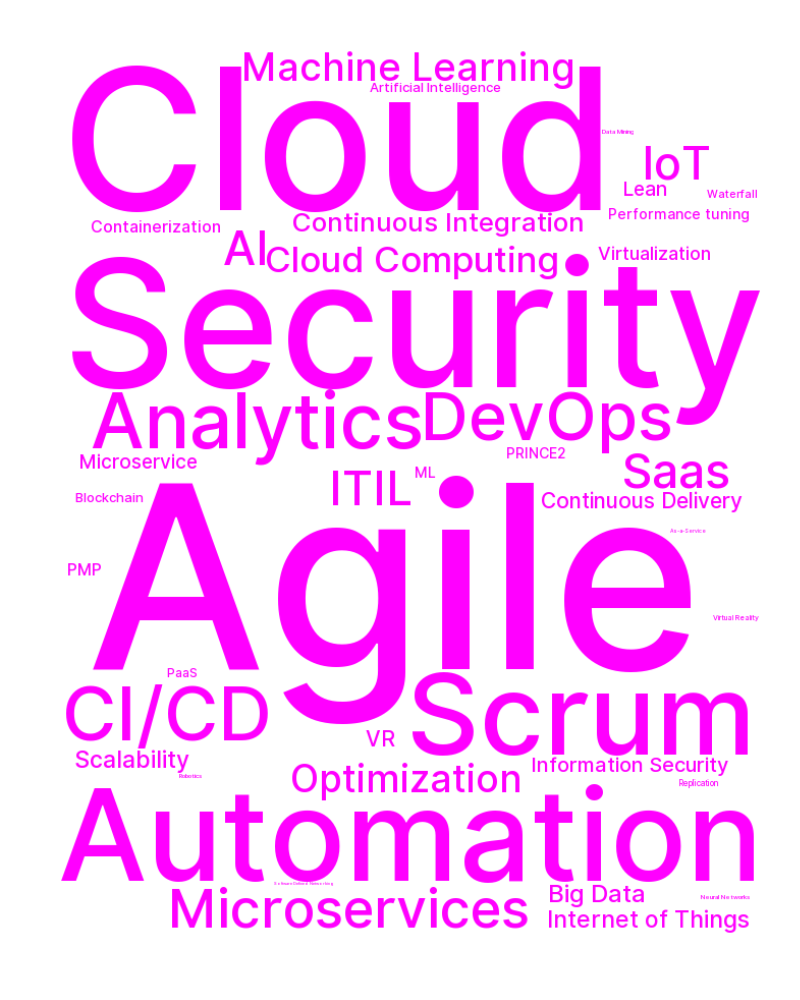 Machine Learning
Artificial Intelligence
Cloud
Data Mining
IoT
Lean
Waterfall
Performance tuning
Containerization
Continuous Integration
AI
Cloud Computing
Virtualization
Security
Analytics
DevOps
PRINCE2
Microservice
ITIL
ML
Saas
Blockchain
Continuous Delivery
Agile
As-a-Service
PMP
Virtual Reality
PaaS
CI/CD
Scrum
VR
Scalability
Optimization
Information Security
Robotics
Replication
Automation
Microservices
Big Data
Neural Networks
Internet of Things